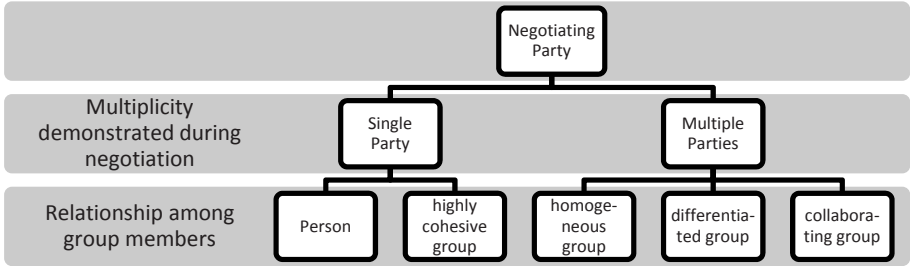 Negotiating
Party
Multiplicity
demonstrated during
negotiation
Single
Party
Multiple
Parties
Relationship among
group members
Person
highly
cohesive
group
homoge-
neous
group
differentia-
ted group
collabora-
ting group